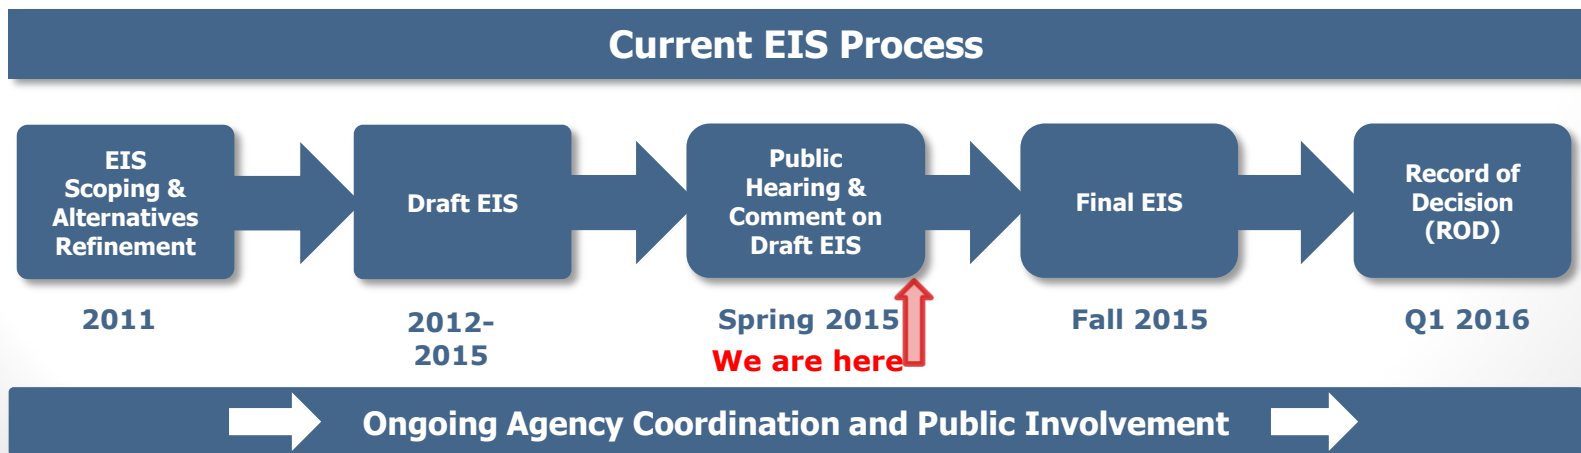 Current EIS Process
EIS
Scoping &
Alternatives
Refinement
2011
Draft EIS
2012-
2015
Public
Hearing &
Comment on
Draft EIS
Spring 2015
We are here
Final EIS
Fall 2015
Record of
Decision
(ROD)
Q1 2016
Ongoing Agency Coordination and Public Involvement